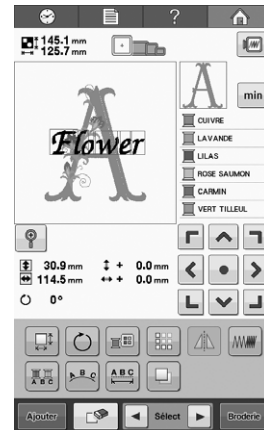 ?
145.1 mm
125.7 mm
A
min
A
Flower
CUIVRE
LAVANDE
LILAS
ROSE SAUMON
CARMIN
VERT TILLEUL
30.9 mm + 0.0 mm
114.5 mm + 0.0 mm
0°
A B C
A B C
A B C
Ajouter Sélect Broderie